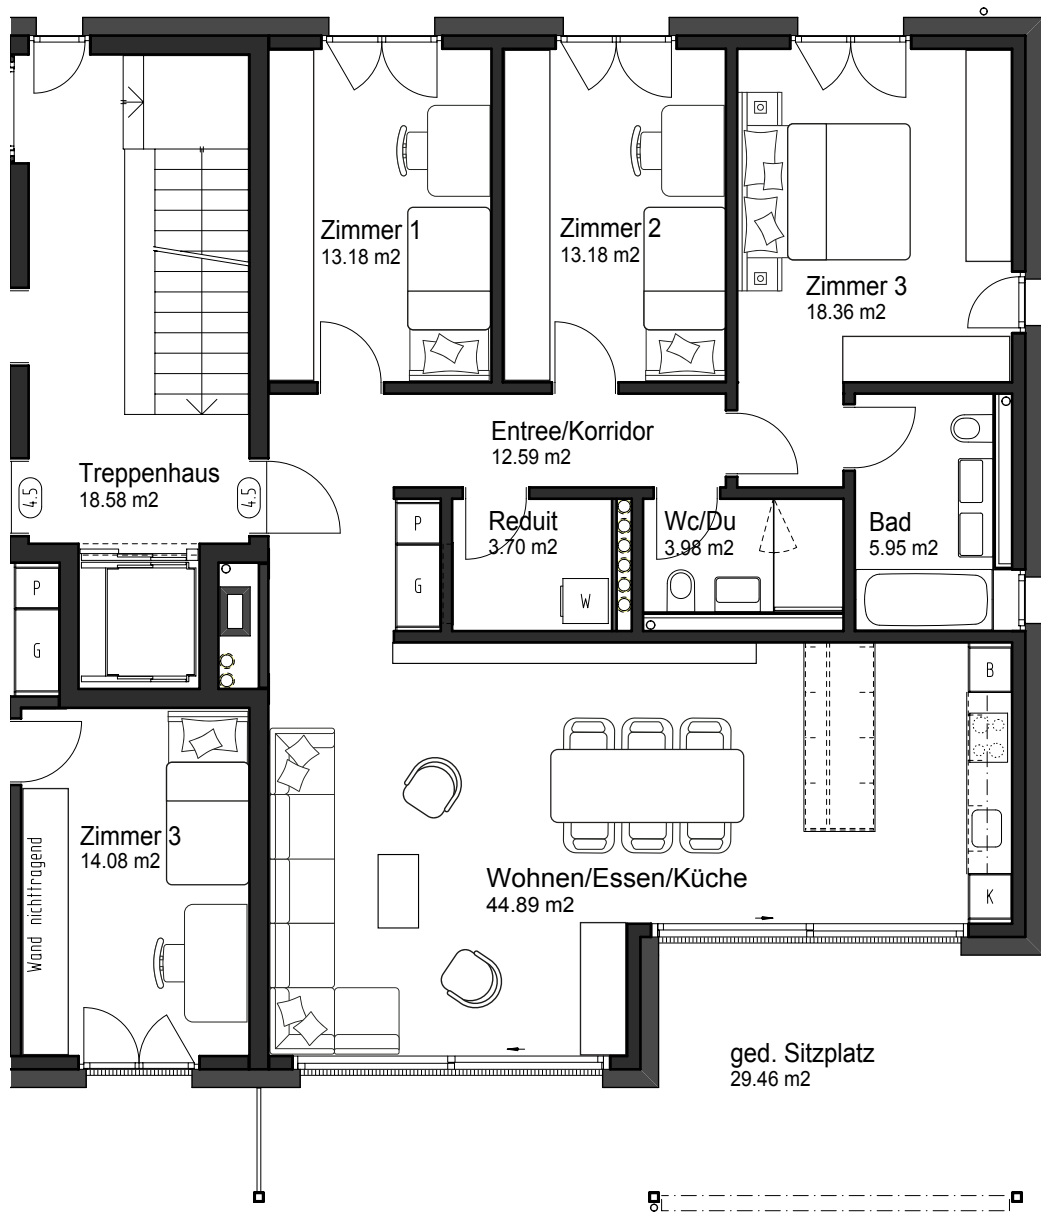 Zimmer 1
13.18 m2
Zimmer 2
13.18 m2
Zimmer 3
18.36 m2
Entree/Korridor
12.59 m2
Treppenhaus
18.58 m2
4.5
4.5
P
G
Reduit
3.70 m2
W
Wc/Du
3.98 m2
Bad
5.95 m2
P
G
B
K
Zimmer 3
14.08 m2
Wand nichttragend
Wohnen/Essen/Küche
44.89 m2
ged. Sitzplatz
29.46 m2